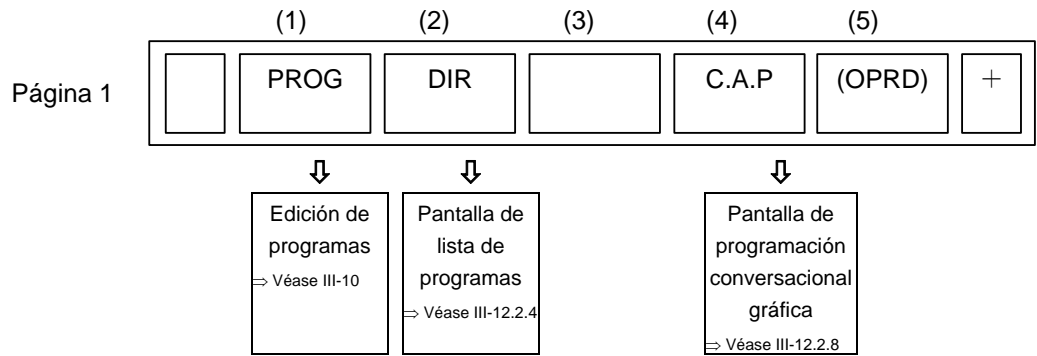 (1) (2) (3) (4) (5)
Página 1 PROG DIR C.A.P (OPRD) +
Edición de
programas
⇒ Véase III-10
Pantalla de
lista de
programas
⇒ Véase III-12.2.4
Pantalla de
programación
conversacional
gráfica
⇒ Véase III-12.2.8